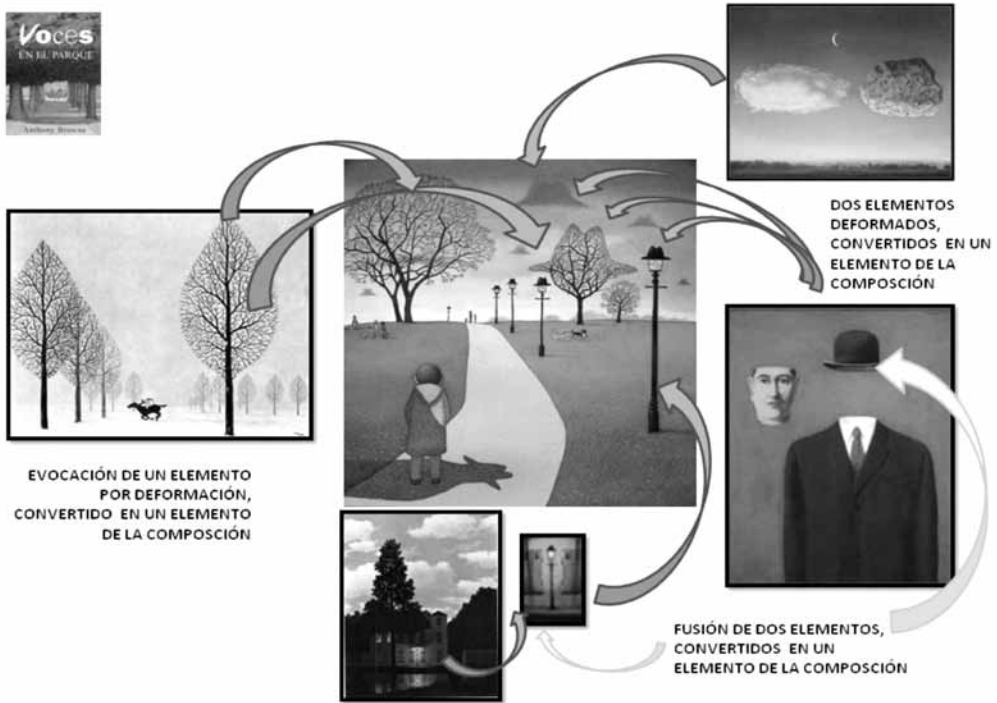 Voces
EN EL PARQUE
Anthony Browne
DOS ELEMENTOS
DEFORMADOS,
CONVERTIDOS EN UN
ELEMENTO DE LA
COMPOSCIÓN
EVOCACIÓN DE UN ELEMENTO
POR DEFORMACIÓN,
CONVERTIDO EN UN ELEMENTO
DE LA COMPOSCIÓN
FUSIÓN DE DOS ELEMENTOS,
CONVERTIDOS EN UN
ELEMENTO DE LA COMPOSCIÓN